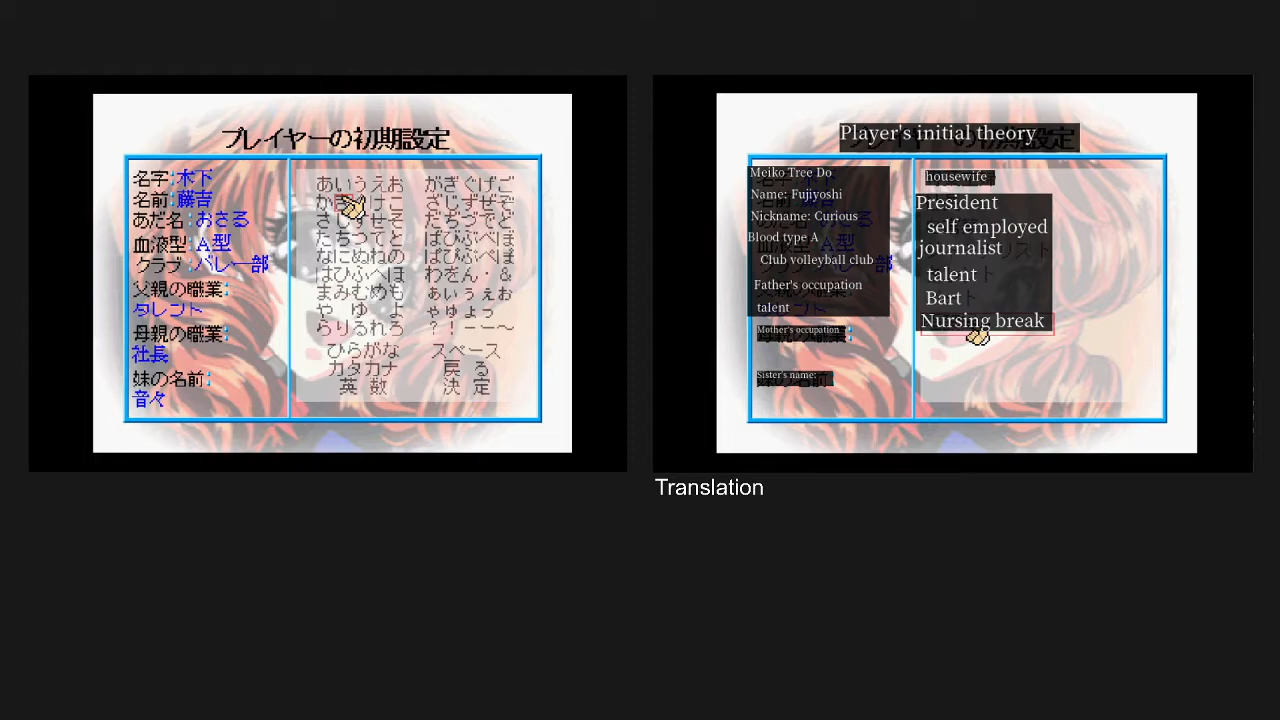 プレイヤーの初期設定
名字:木下
名前:藤吉
あだ名:おさる
血液型:A型
クラブ:バレー部
父親の職業:
タレント
母親の職業:
社長
妹の名前:
音々
あいうえお がぎぐげご
かき けこ ざじずぜぞ
さし せそ だぢづでど
たちつてと ばびぶべぼ
なにぬねの ぱぴぷぺぽ
はひふへほ わをん・&
まみむめも ぁぃぅぇぉ
や ゆ よ ゃゅょっ
らりるれろ ?!ー−〜
ひらがな スペース
カタカナ 戻る
英数 決定
Player's initial theory
Meiko Tree Do
Name: Fujiyoshi
Nickname: Curious
Blood type A
Club volleyball club
Father's occupation
talent
Mother's occupation
Sister's name:
housewife
President
self employed
journalist
talent
Bart
Nursing break
Translation